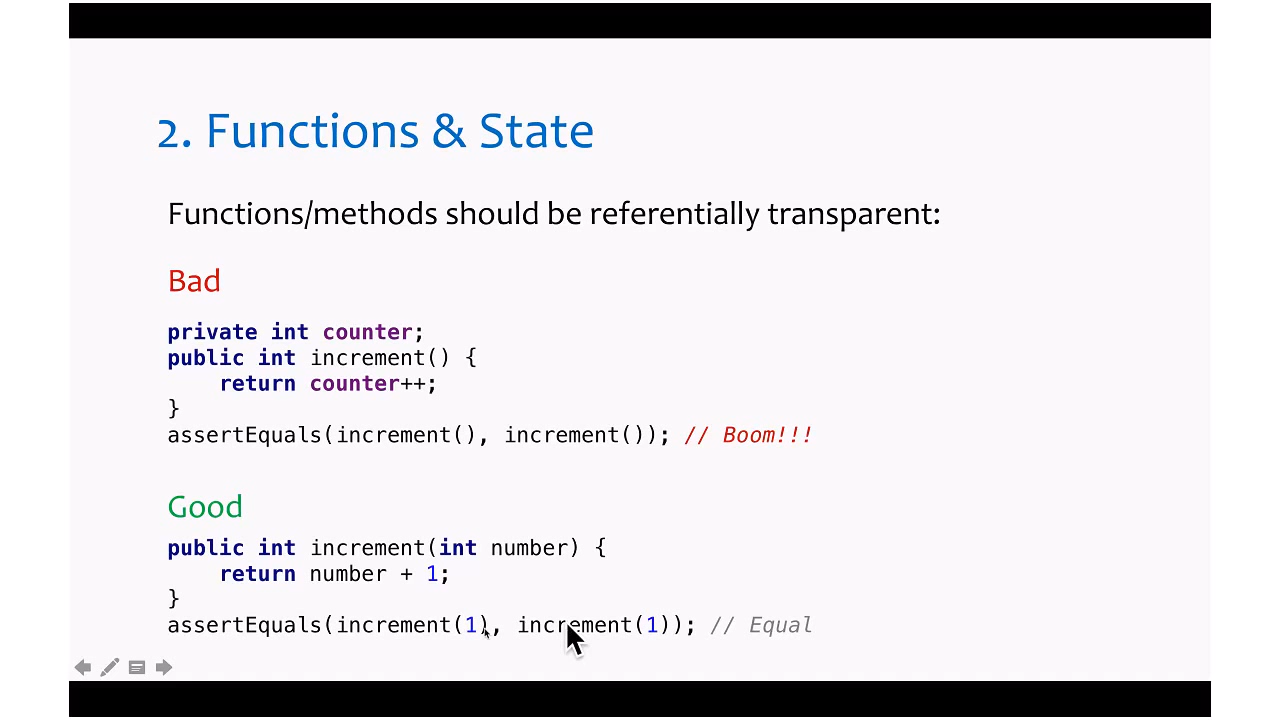 2. Functions & State
Functions/methods should be referentially transparent:
Bad
private int counter;
public int increment() {
    return counter++;
}
assertEquals(increment(), increment()); // Boom!!!
Good
public int increment(int number) {
    return number + 1;
}
assertEquals(increment(1), increment(1)); // Equal